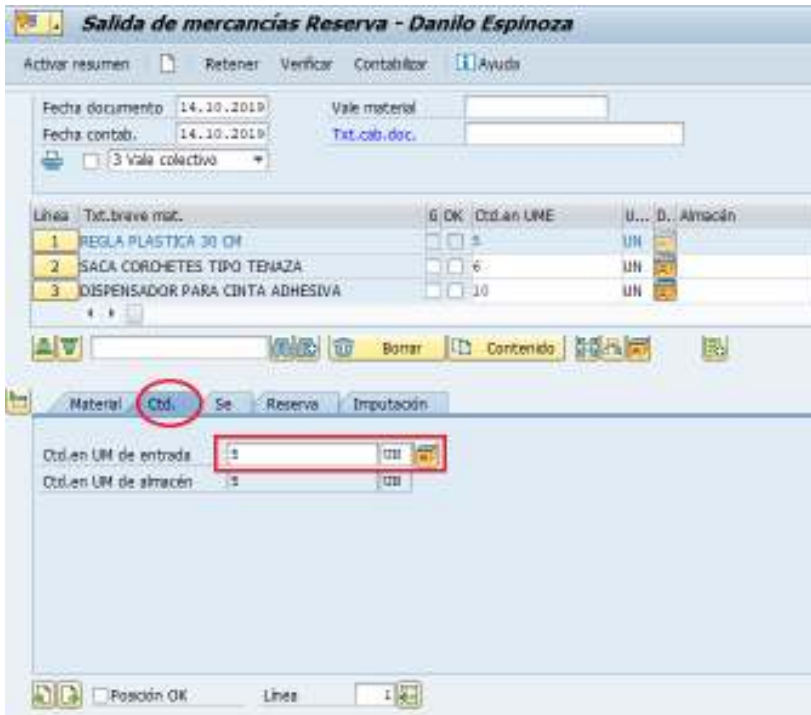 Salida de mercancías Reserva - Danilo Espinoza
Activar resumen Retener Verificar Contabilizar Ayuda
Fecha documento 14.10.2019 Vale material
Fecha contab. 14.10.2019 Txt.cab.doc.
3 Vale colectivo
Línea Txt.breve mat. G OK Ctd.en UME U... D.. Almacén
1 REGLA PLASTICA 30 CM 5 UN
2 SACA CORCHETES TIPO TENAZA 6 UN
3 DISPENSADOR PARA CINTA ADHESIVA 10 UN
Borrar Contenido
Material Ctd. Se Reserva Imputación
Ctd.en UM de entrada 5 UN
Ctd.en UM de almacén 5 UN
Posición OK Línea 1